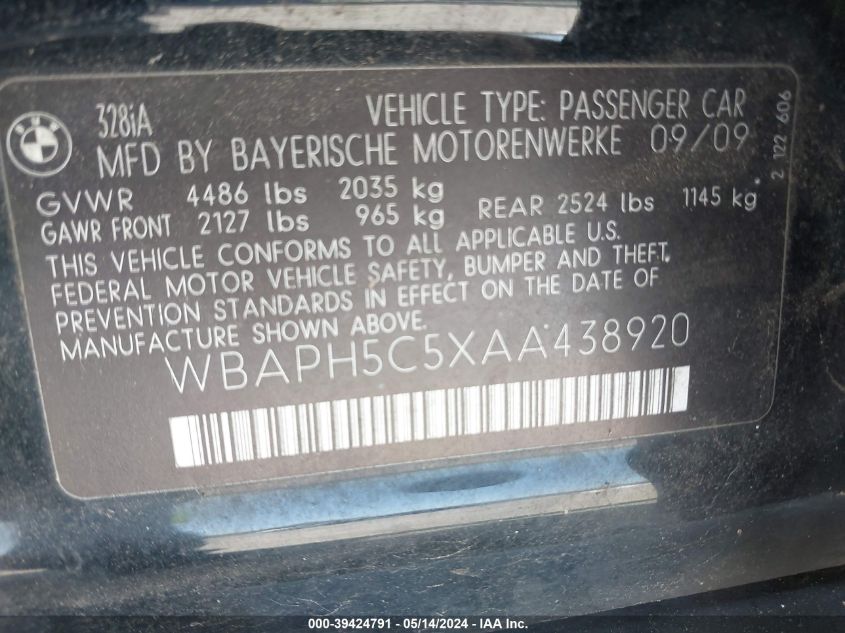 BMW
328iA VEHICLE TYPE: PASSENGER CAR
MFD BY BAYERISCHE MOTORENWERKE 09/09
GVWR 4486 lbs 2035 kg
GAWR FRONT 2127 lbs 965 kg REAR 2524 lbs 1145 kg
THIS VEHICLE CONFORMS TO ALL APPLICABLE U.S.
FEDERAL MOTOR VEHICLE SAFETY, BUMPER AND THEFT
PREVENTION STANDARDS IN EFFECT ON THE DATE OF
MANUFACTURE SHOWN ABOVE.
WBAPH5C5XAA438920
2 122 606
000-39424791 - 05/14/2024 - IAA Inc.